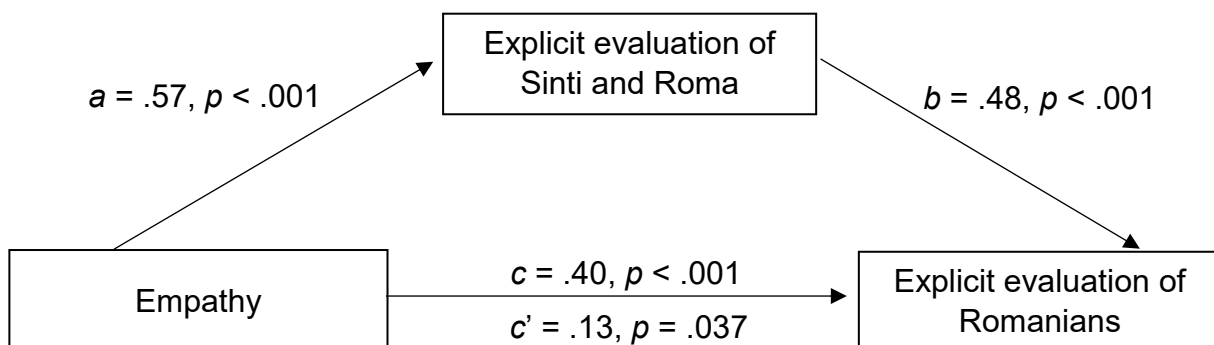 Explicit evaluation of
Sinti and Roma
a = .57, p < .001
b = .48, p < .001
Empathy
c = .40, p < .001
c’ = .13, p = .037
Explicit evaluation of
Romanians